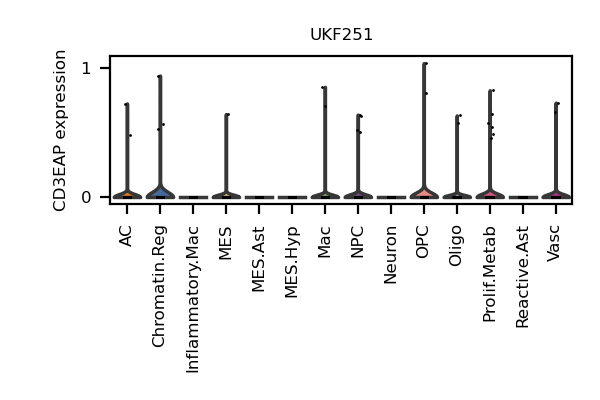 UKF251
CD3EAP expression
1
0
AC
Chromatin.Reg
Inflammatory.Mac
MES
MES.Ast
MES.Hyp
Mac
NPC
Neuron
OPC
Oligo
Prolif.Metab
Reactive.Ast
Vasc